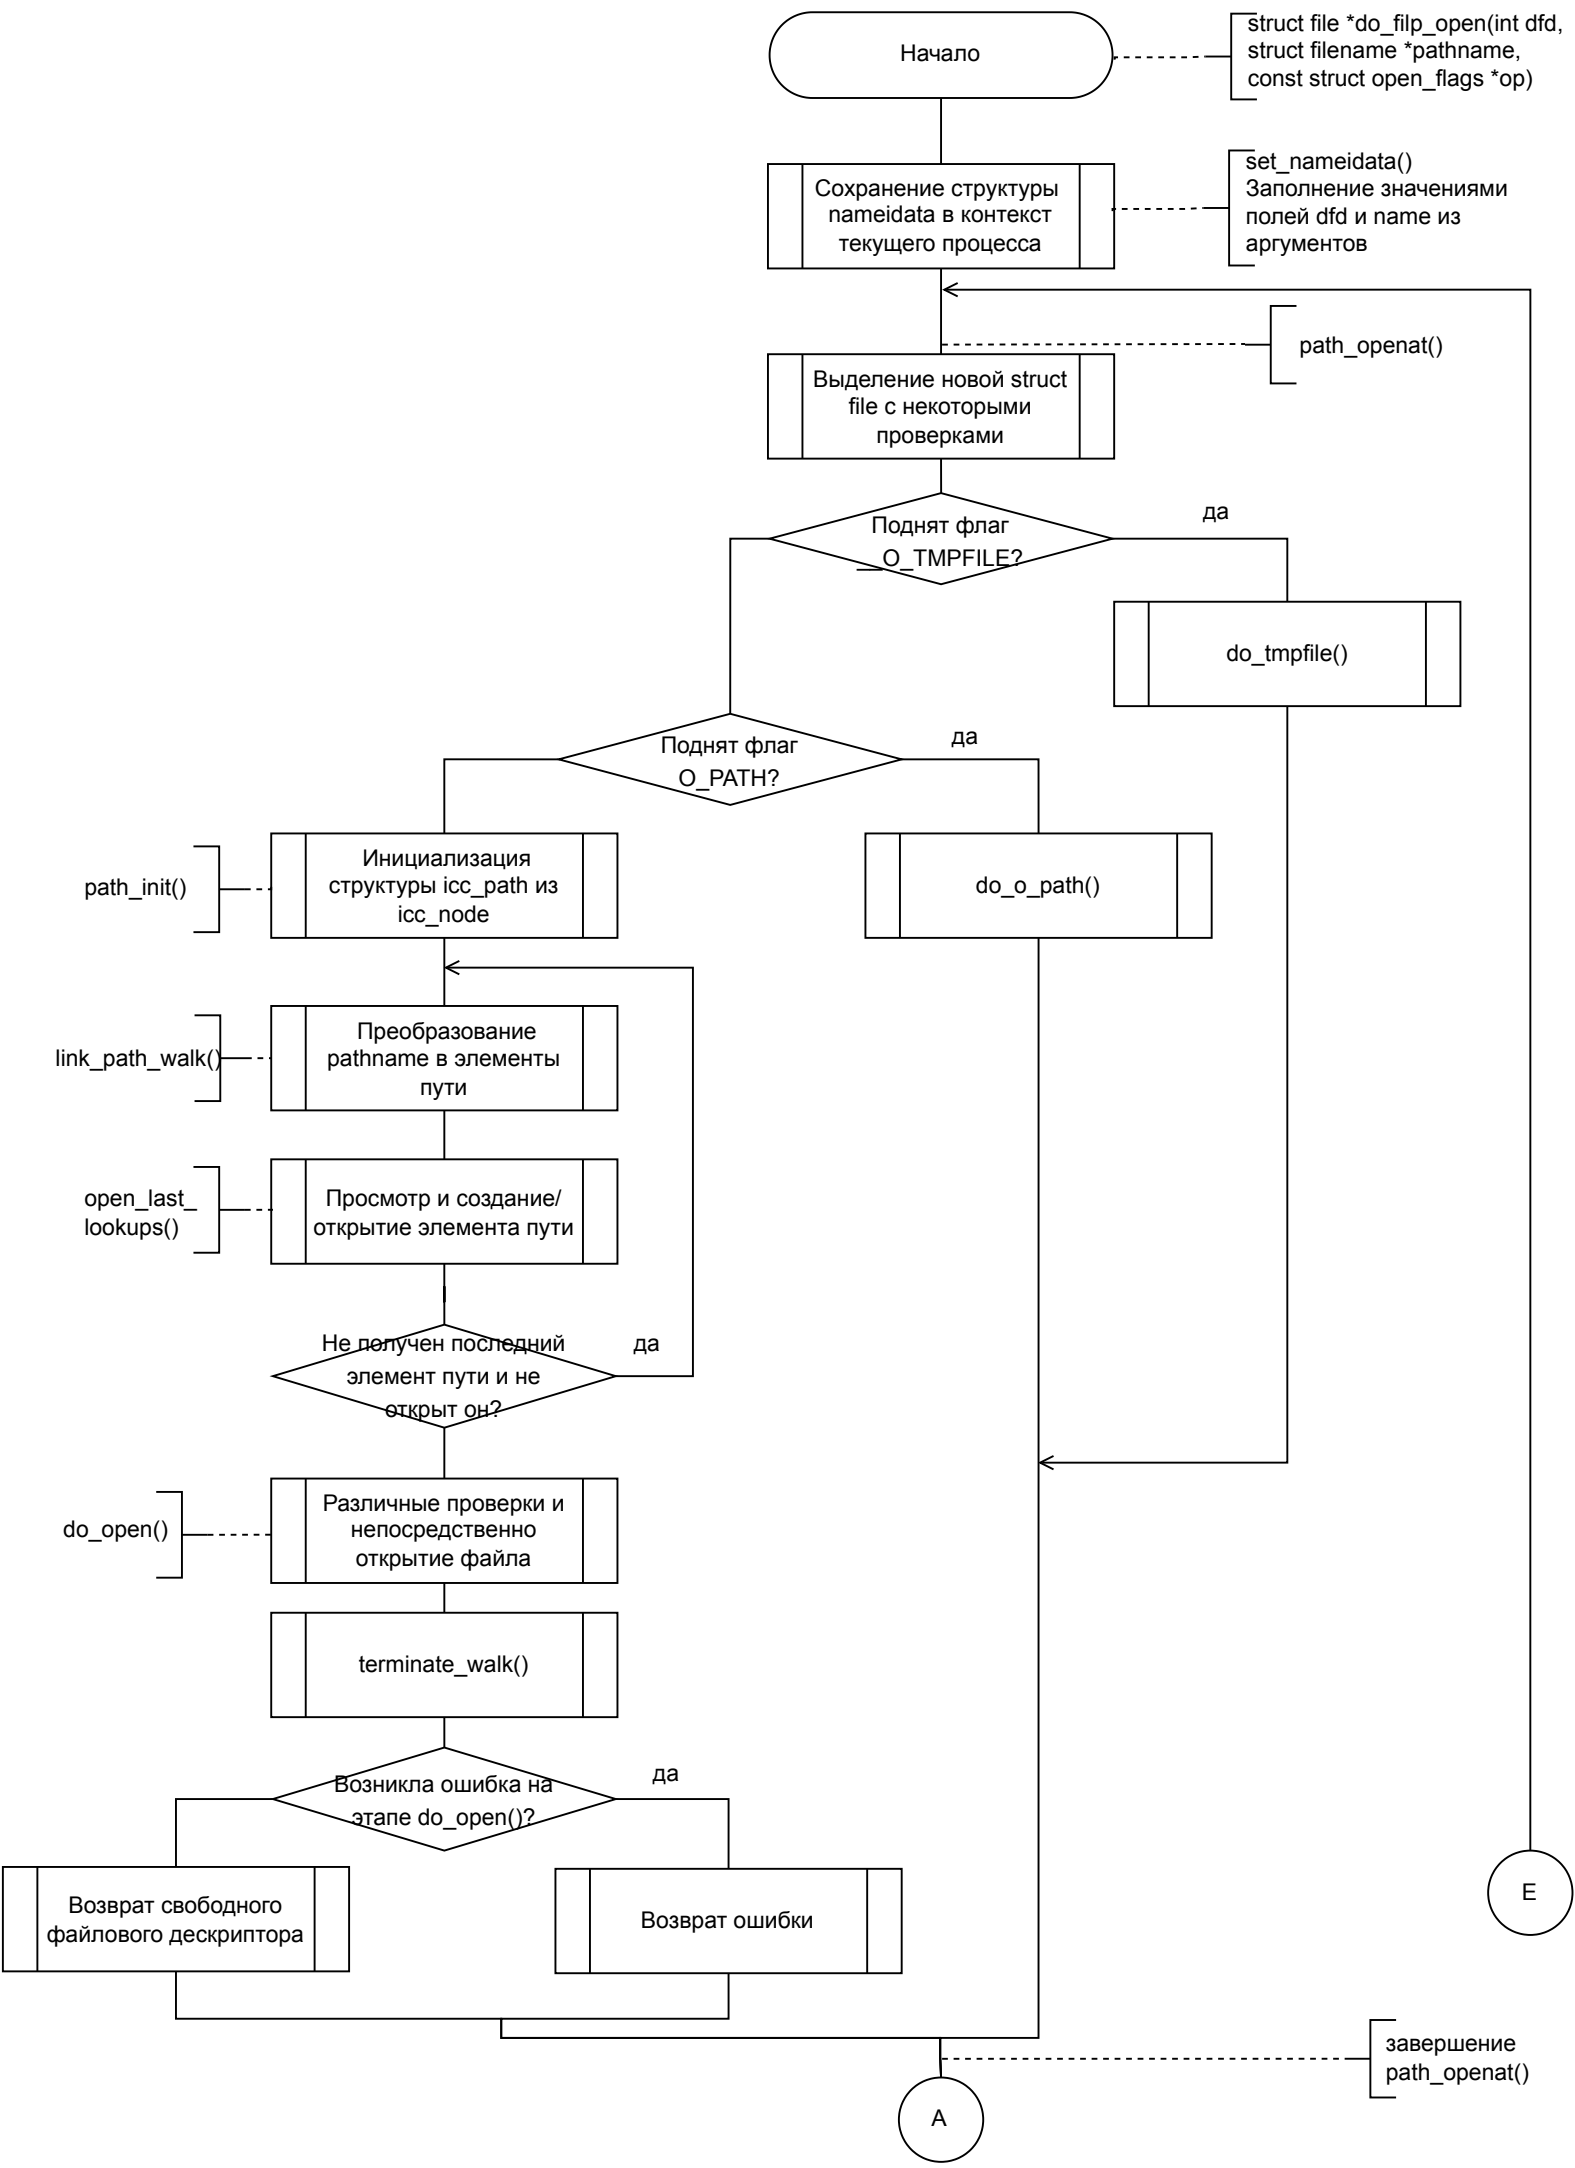 Начало
struct file *do_filp_open(int dfd,
struct filename *pathname,
const struct open_flags *op)
Сохранение структуры
nameidata в контекст
текущего процесса
set_nameidata()
Заполнение значениями
полей dfd и name из
аргументов
path_openat()
Выделение новой struct
file с некоторыми
проверками
Поднят флаг
__O_TMPFILE?
да
do_tmpfile()
Поднят флаг
O_PATH?
да
path_init()
Инициализация
структуры icc_path из
icc_node
do_o_path()
link_path_walk()
Преобразование
pathname в элементы
пути
open_last_
lookups()
Просмотр и создание/
открытие элемента пути
Не получен последний
элемент пути и не
открыт он?
да
do_open()
Различные проверки и
непосредственно
открытие файла
terminate_walk()
Возникла ошибка на
этапе do_open()?
да
Возврат свободного
файлового дескриптора
Возврат ошибки
E
завершение
path_openat()
A